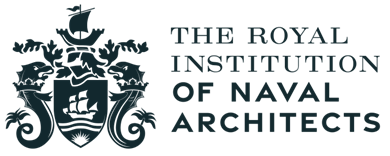 THE ROYAL
INSTITUTION
OF NAVAL
ARCHITECTS